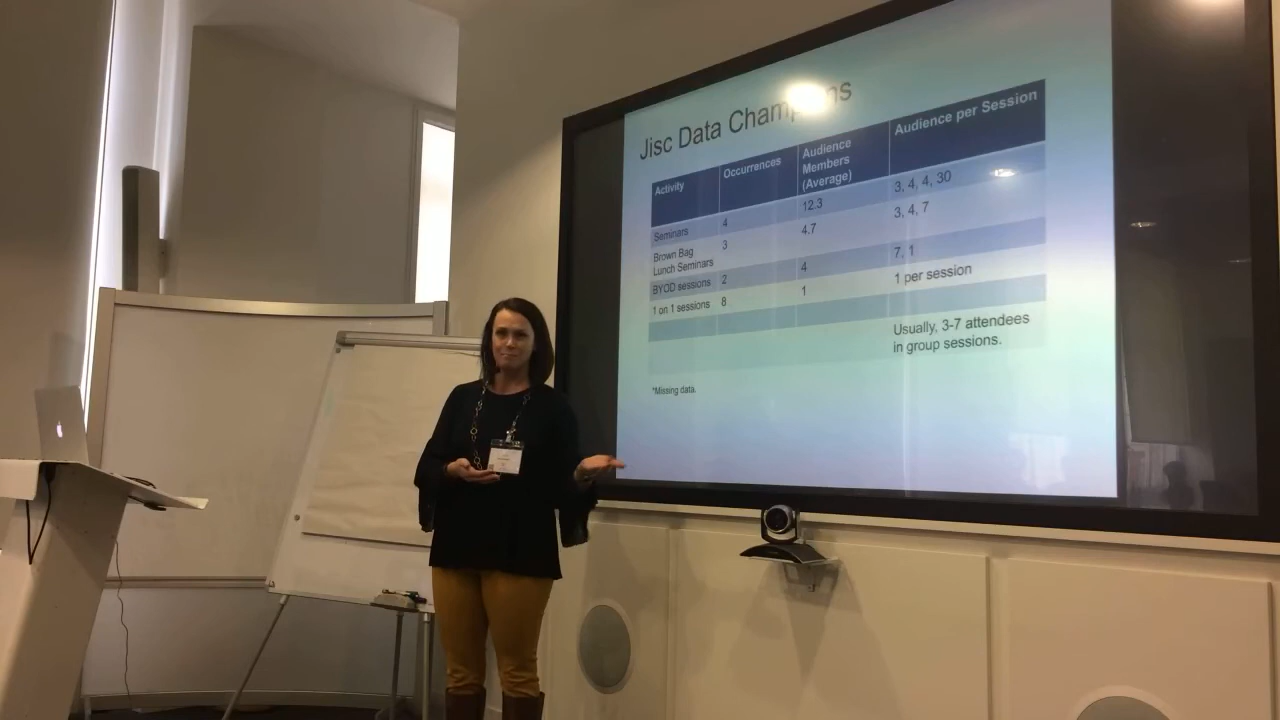 Jisc Data Champions
Activity Occurrences Audience Members (Average) Audience per Session
Seminars 4 12.3 3, 4, 4, 30
Brown Bag Lunch Seminars 3 4.7 3, 4, 7
BYOD sessions 2 4 7, 1
1 on 1 sessions 8 1 1 per session
Usually, 3-7 attendees
in group sessions.
*Missing data.